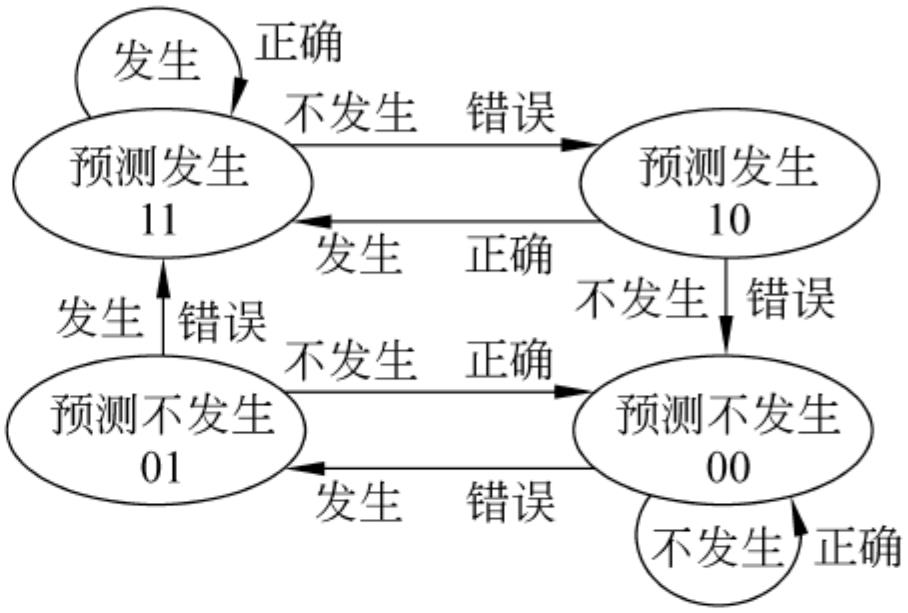 发生 正确
不发生 错误
预测发生
11
预测发生
10
发生 正确
发生 错误
不发生 错误
不发生 正确
预测不发生
01
预测不发生
00
发生 错误
不发生 正确